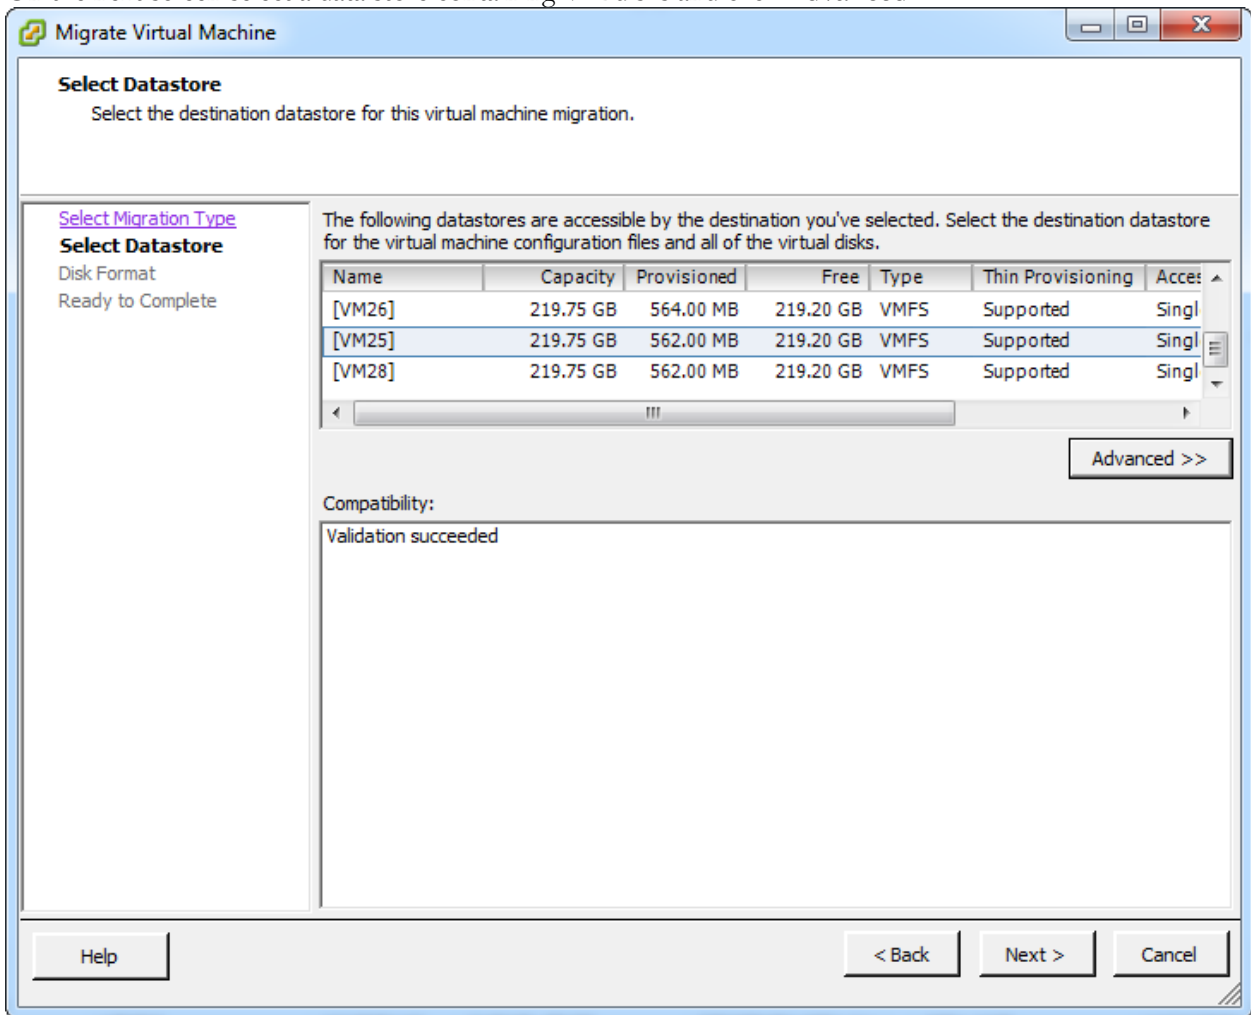 Migrate Virtual Machine
Select Datastore
Select the destination datastore for this virtual machine migration.
Select Migration Type
Select Datastore
Disk Format
Ready to Complete
The following datastores are accessible by the destination you've selected. Select the destination datastore
for the virtual machine configuration files and all of the virtual disks.
Name Capacity Provisioned Free Type Thin Provisioning Acces
[VM26] 219.75 GB 564.00 MB 219.20 GB VMFS Supported Singl
[VM25] 219.75 GB 562.00 MB 219.20 GB VMFS Supported Singl
[VM28] 219.75 GB 562.00 MB 219.20 GB VMFS Supported Singl
Advanced >>
Compatibility:
Validation succeeded
Help
< Back
Next >
Cancel